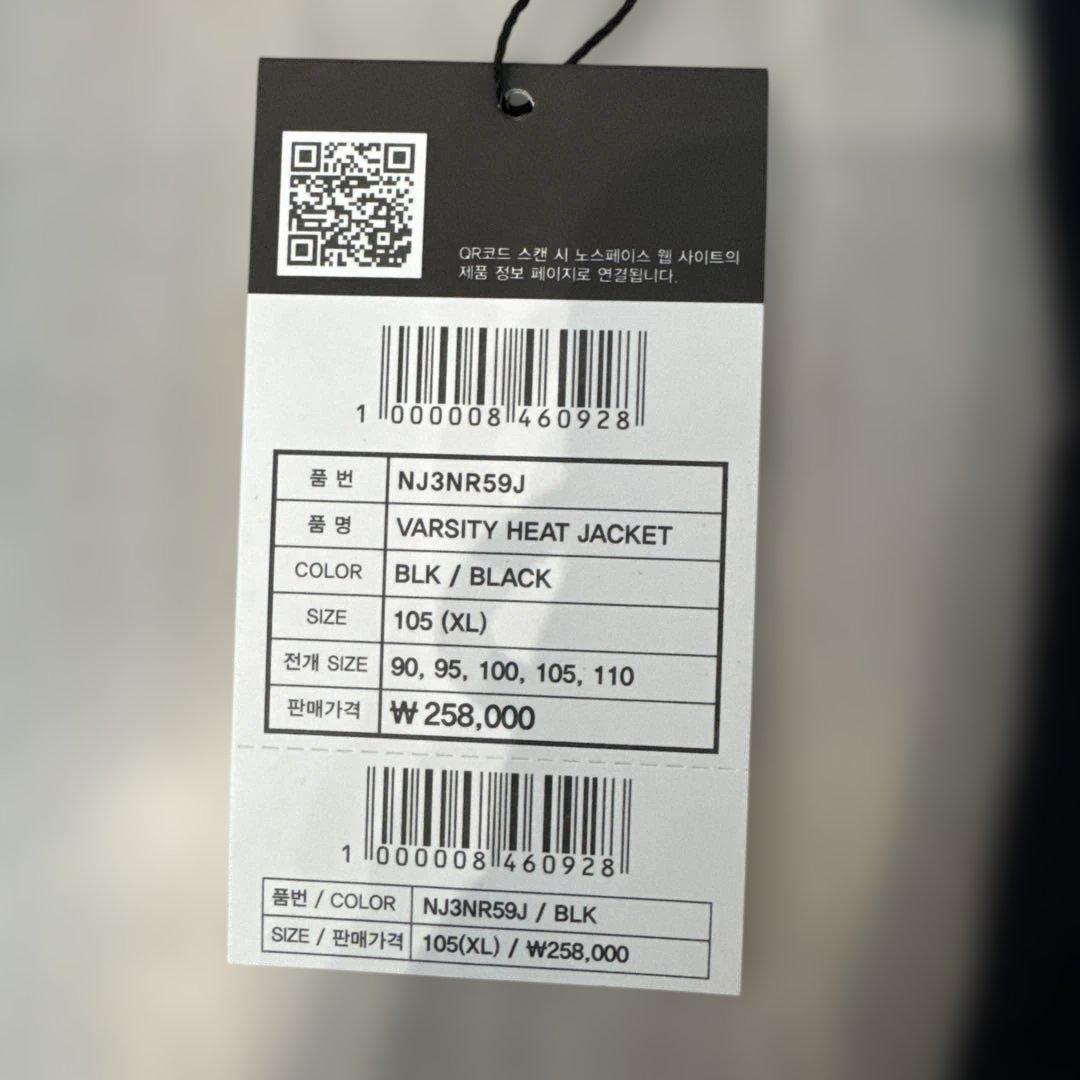 QR코드 스캔 시 노스페이스 웹 사이트의
제품 정보 페이지로 연결됩니다.
1 000008 460928
품 번 NJ3NR59J
품 명 VARSITY HEAT JACKET
COLOR BLK / BLACK
SIZE 105 (XL)
전개 SIZE 90, 95, 100, 105, 110
판매가격 ₩ 258,000
1 000008 460928
품번 / COLOR NJ3NR59J / BLK
SIZE / 판매가격 105(XL) / ₩258,000